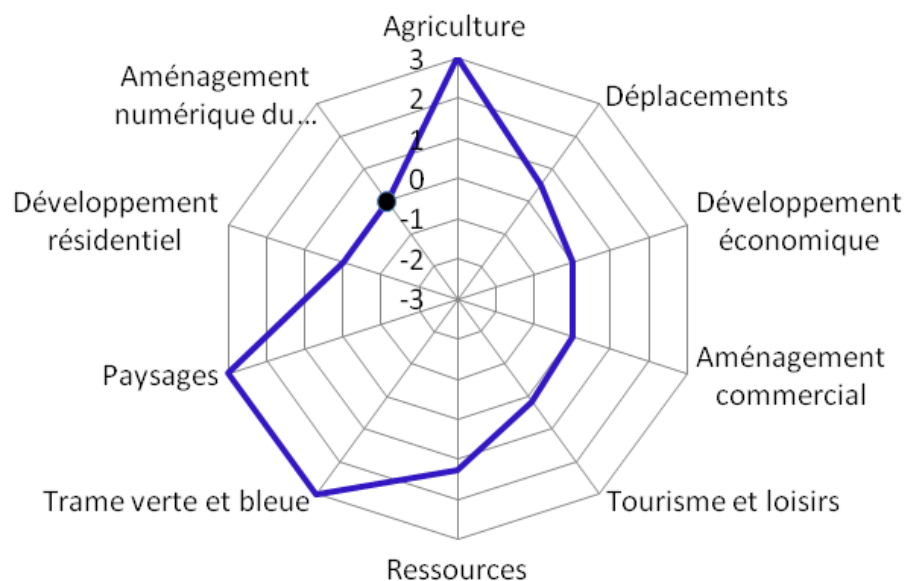 Agriculture
3
2
1
0
-1
-2
-3
Déplacements
Développement
économique
Aménagement
commercial
Tourisme et loisirs
Ressources
Trame verte et bleue
Paysages
Développement
résidentiel
Aménagement
numérique du...